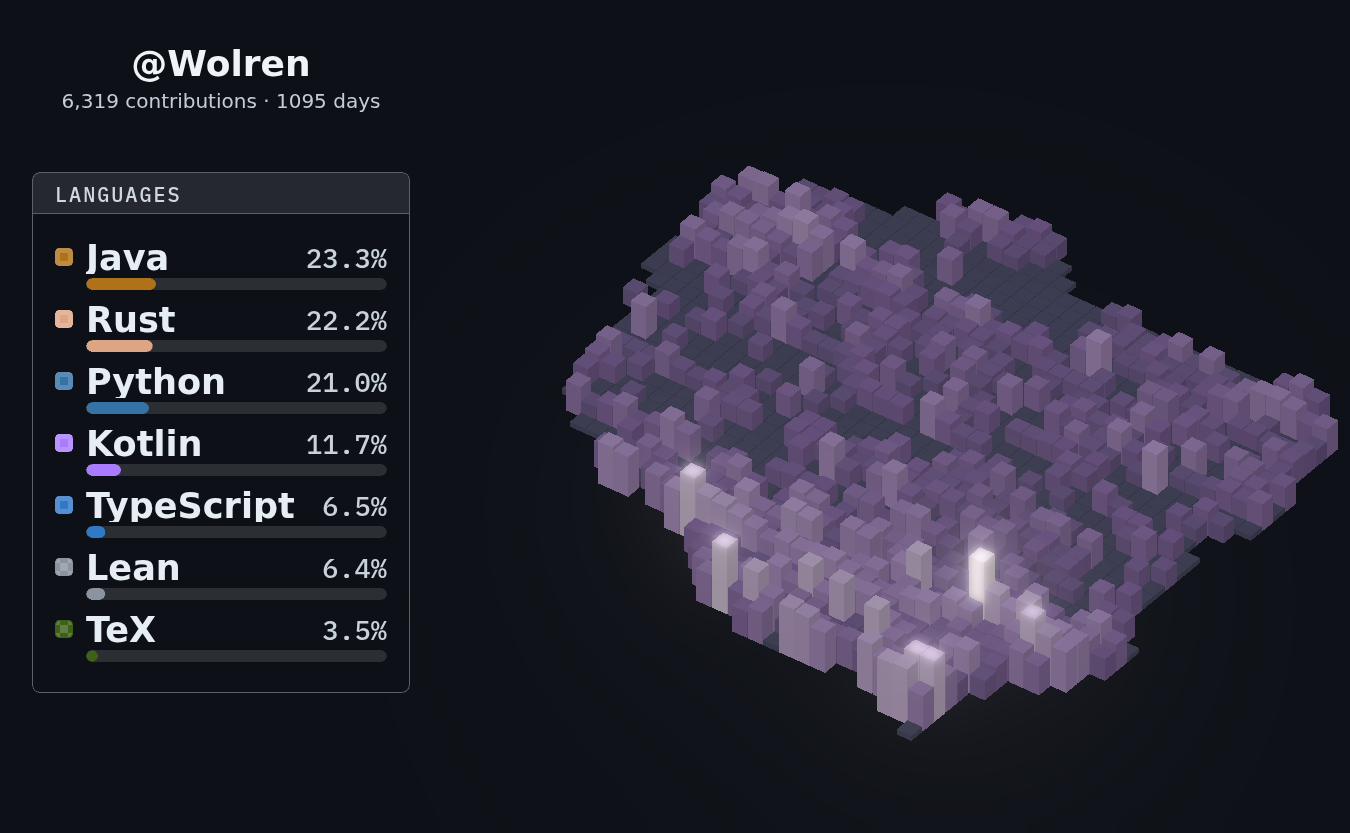 @Wolren
6,319 contributions · 1095 days
LANGUAGES
Java 23.3%
Rust 22.2%
Python 21.0%
Kotlin 11.7%
TypeScript 6.5%
Lean 6.4%
TeX 3.5%